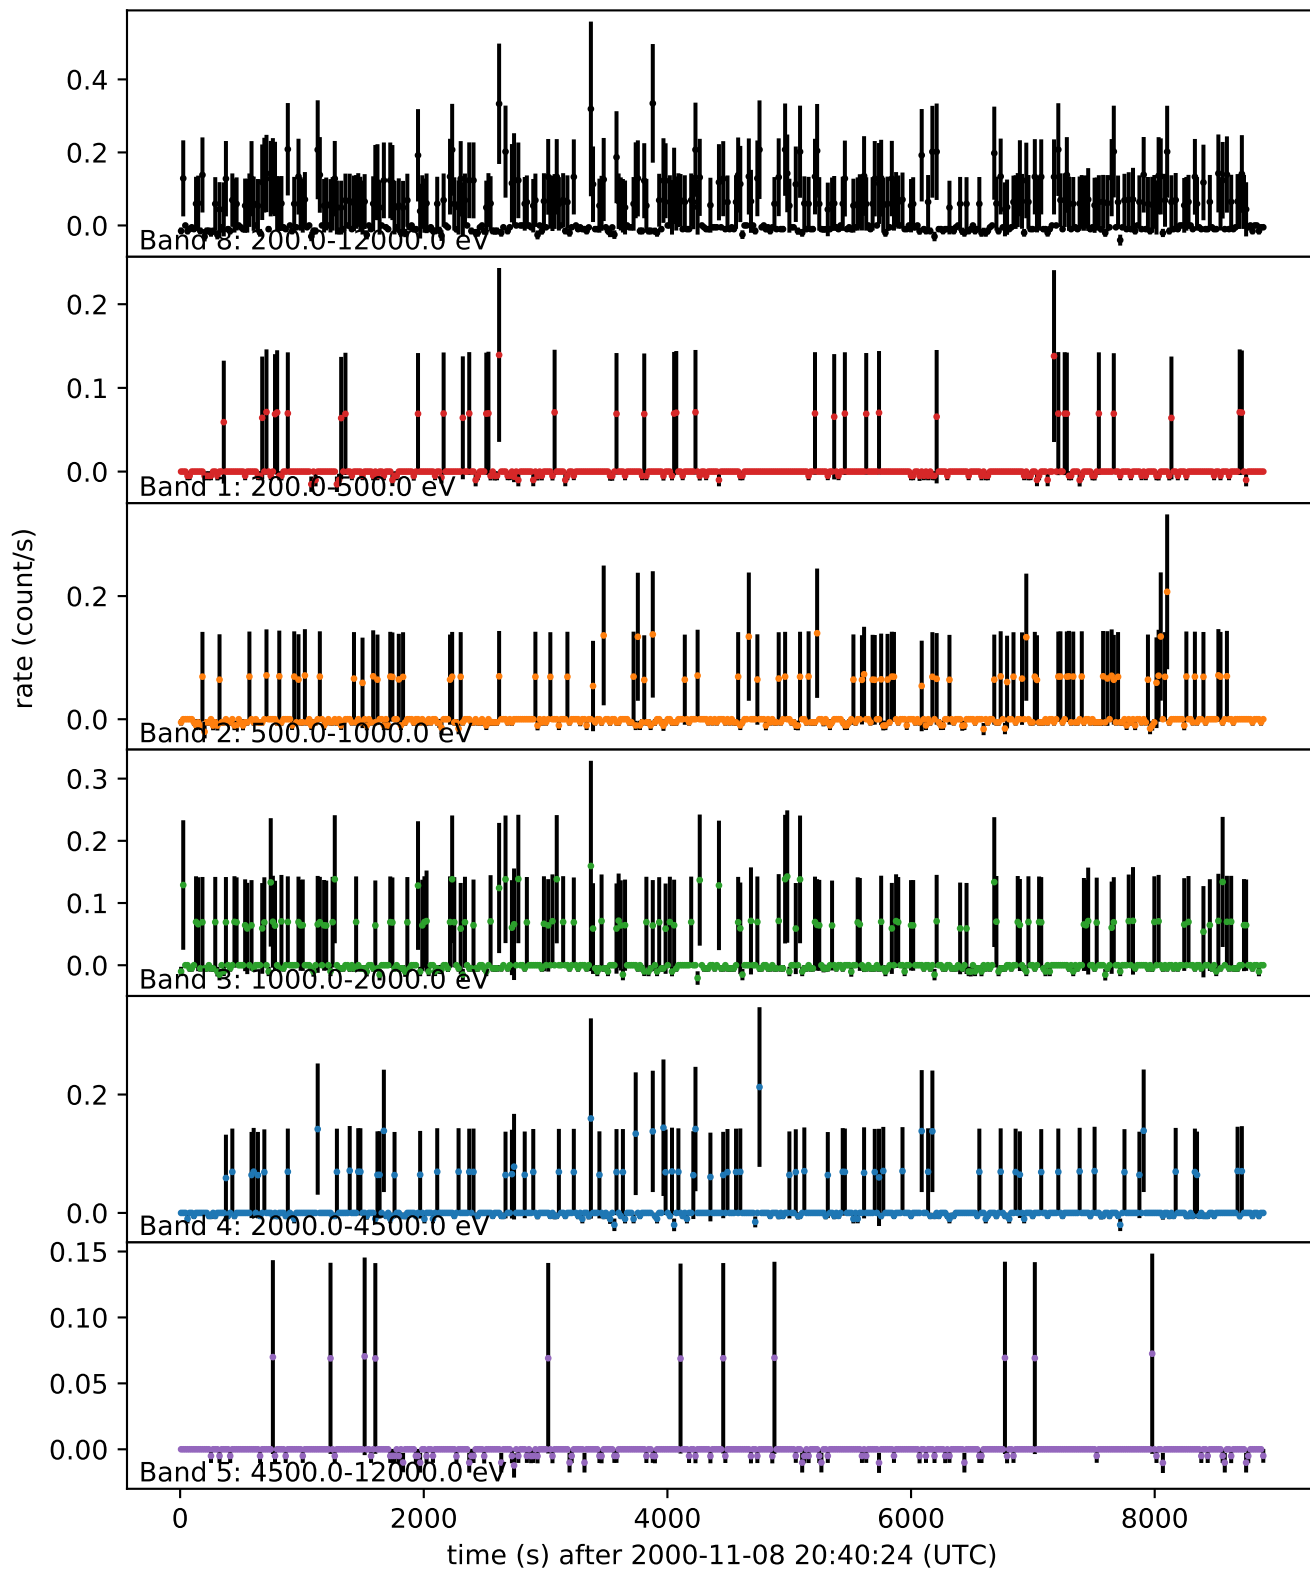 0.4
0.2
0.0
Band 8: 200.0-12000.0 eV
0.2
0.1
0.0
Band 1: 200.0-500.0 eV
rate (count/s)
0.2
0.0
Band 2: 500.0-1000.0 eV
0.3
0.2
0.1
0.0
Band 3: 1000.0-2000.0 eV
0.2
0.0
Band 4: 2000.0-4500.0 eV
0.15
0.10
0.05
0.00
Band 5: 4500.0-12000.0 eV
0 2000 4000 6000 8000
time (s) after 2000-11-08 20:40:24 (UTC)